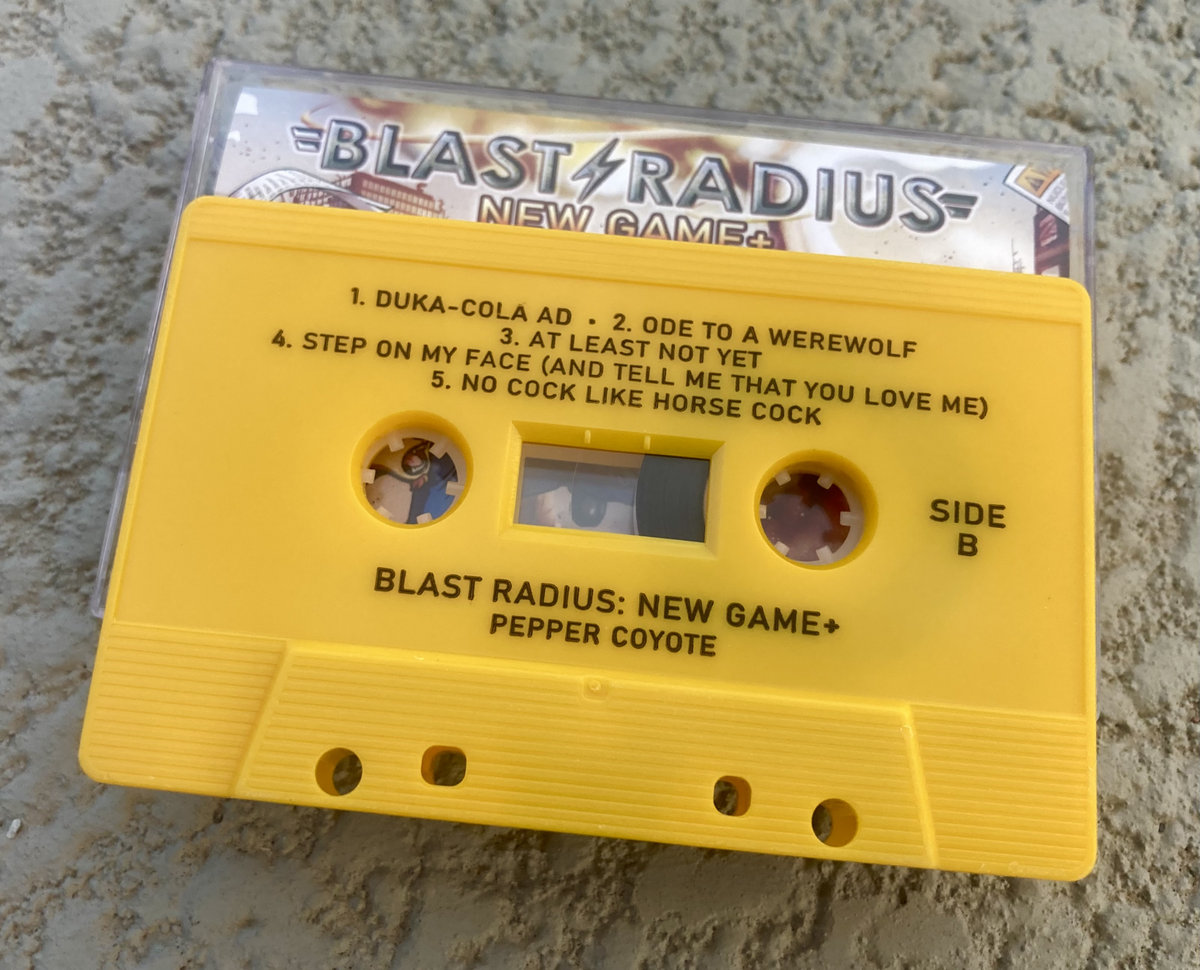 BLAST RADIUS
NEW GAME+
1. DUKA-COLA AD • 2. ODE TO A WEREWOLF
3. AT LEAST NOT YET
4. STEP ON MY FACE (AND TELL ME THAT YOU LOVE ME)
5. NO COCK LIKE HORSE COCK
SIDE
B
BLAST RADIUS: NEW GAME+
PEPPER COYOTE